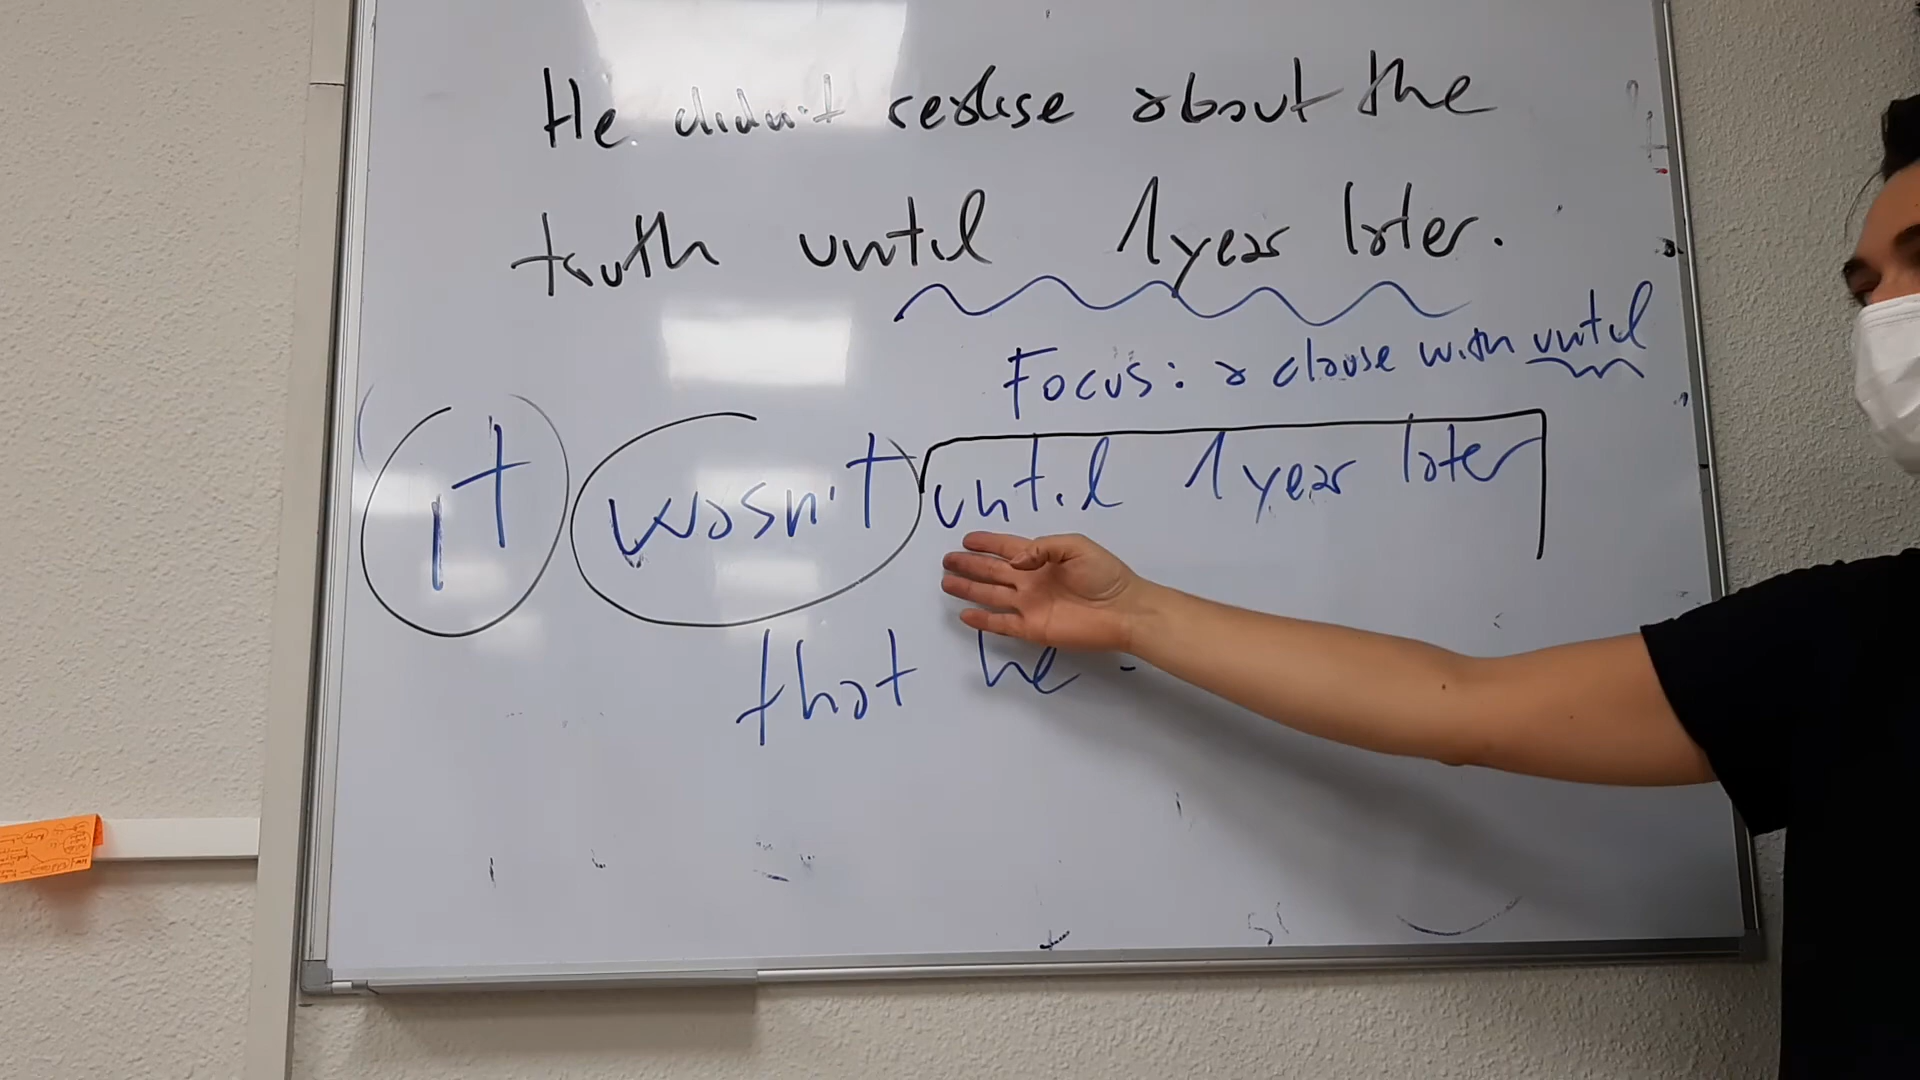 He didn't realise about the
truth until 1 year later.
Focus: a clause with until
it wasn't until 1 year later
that he -